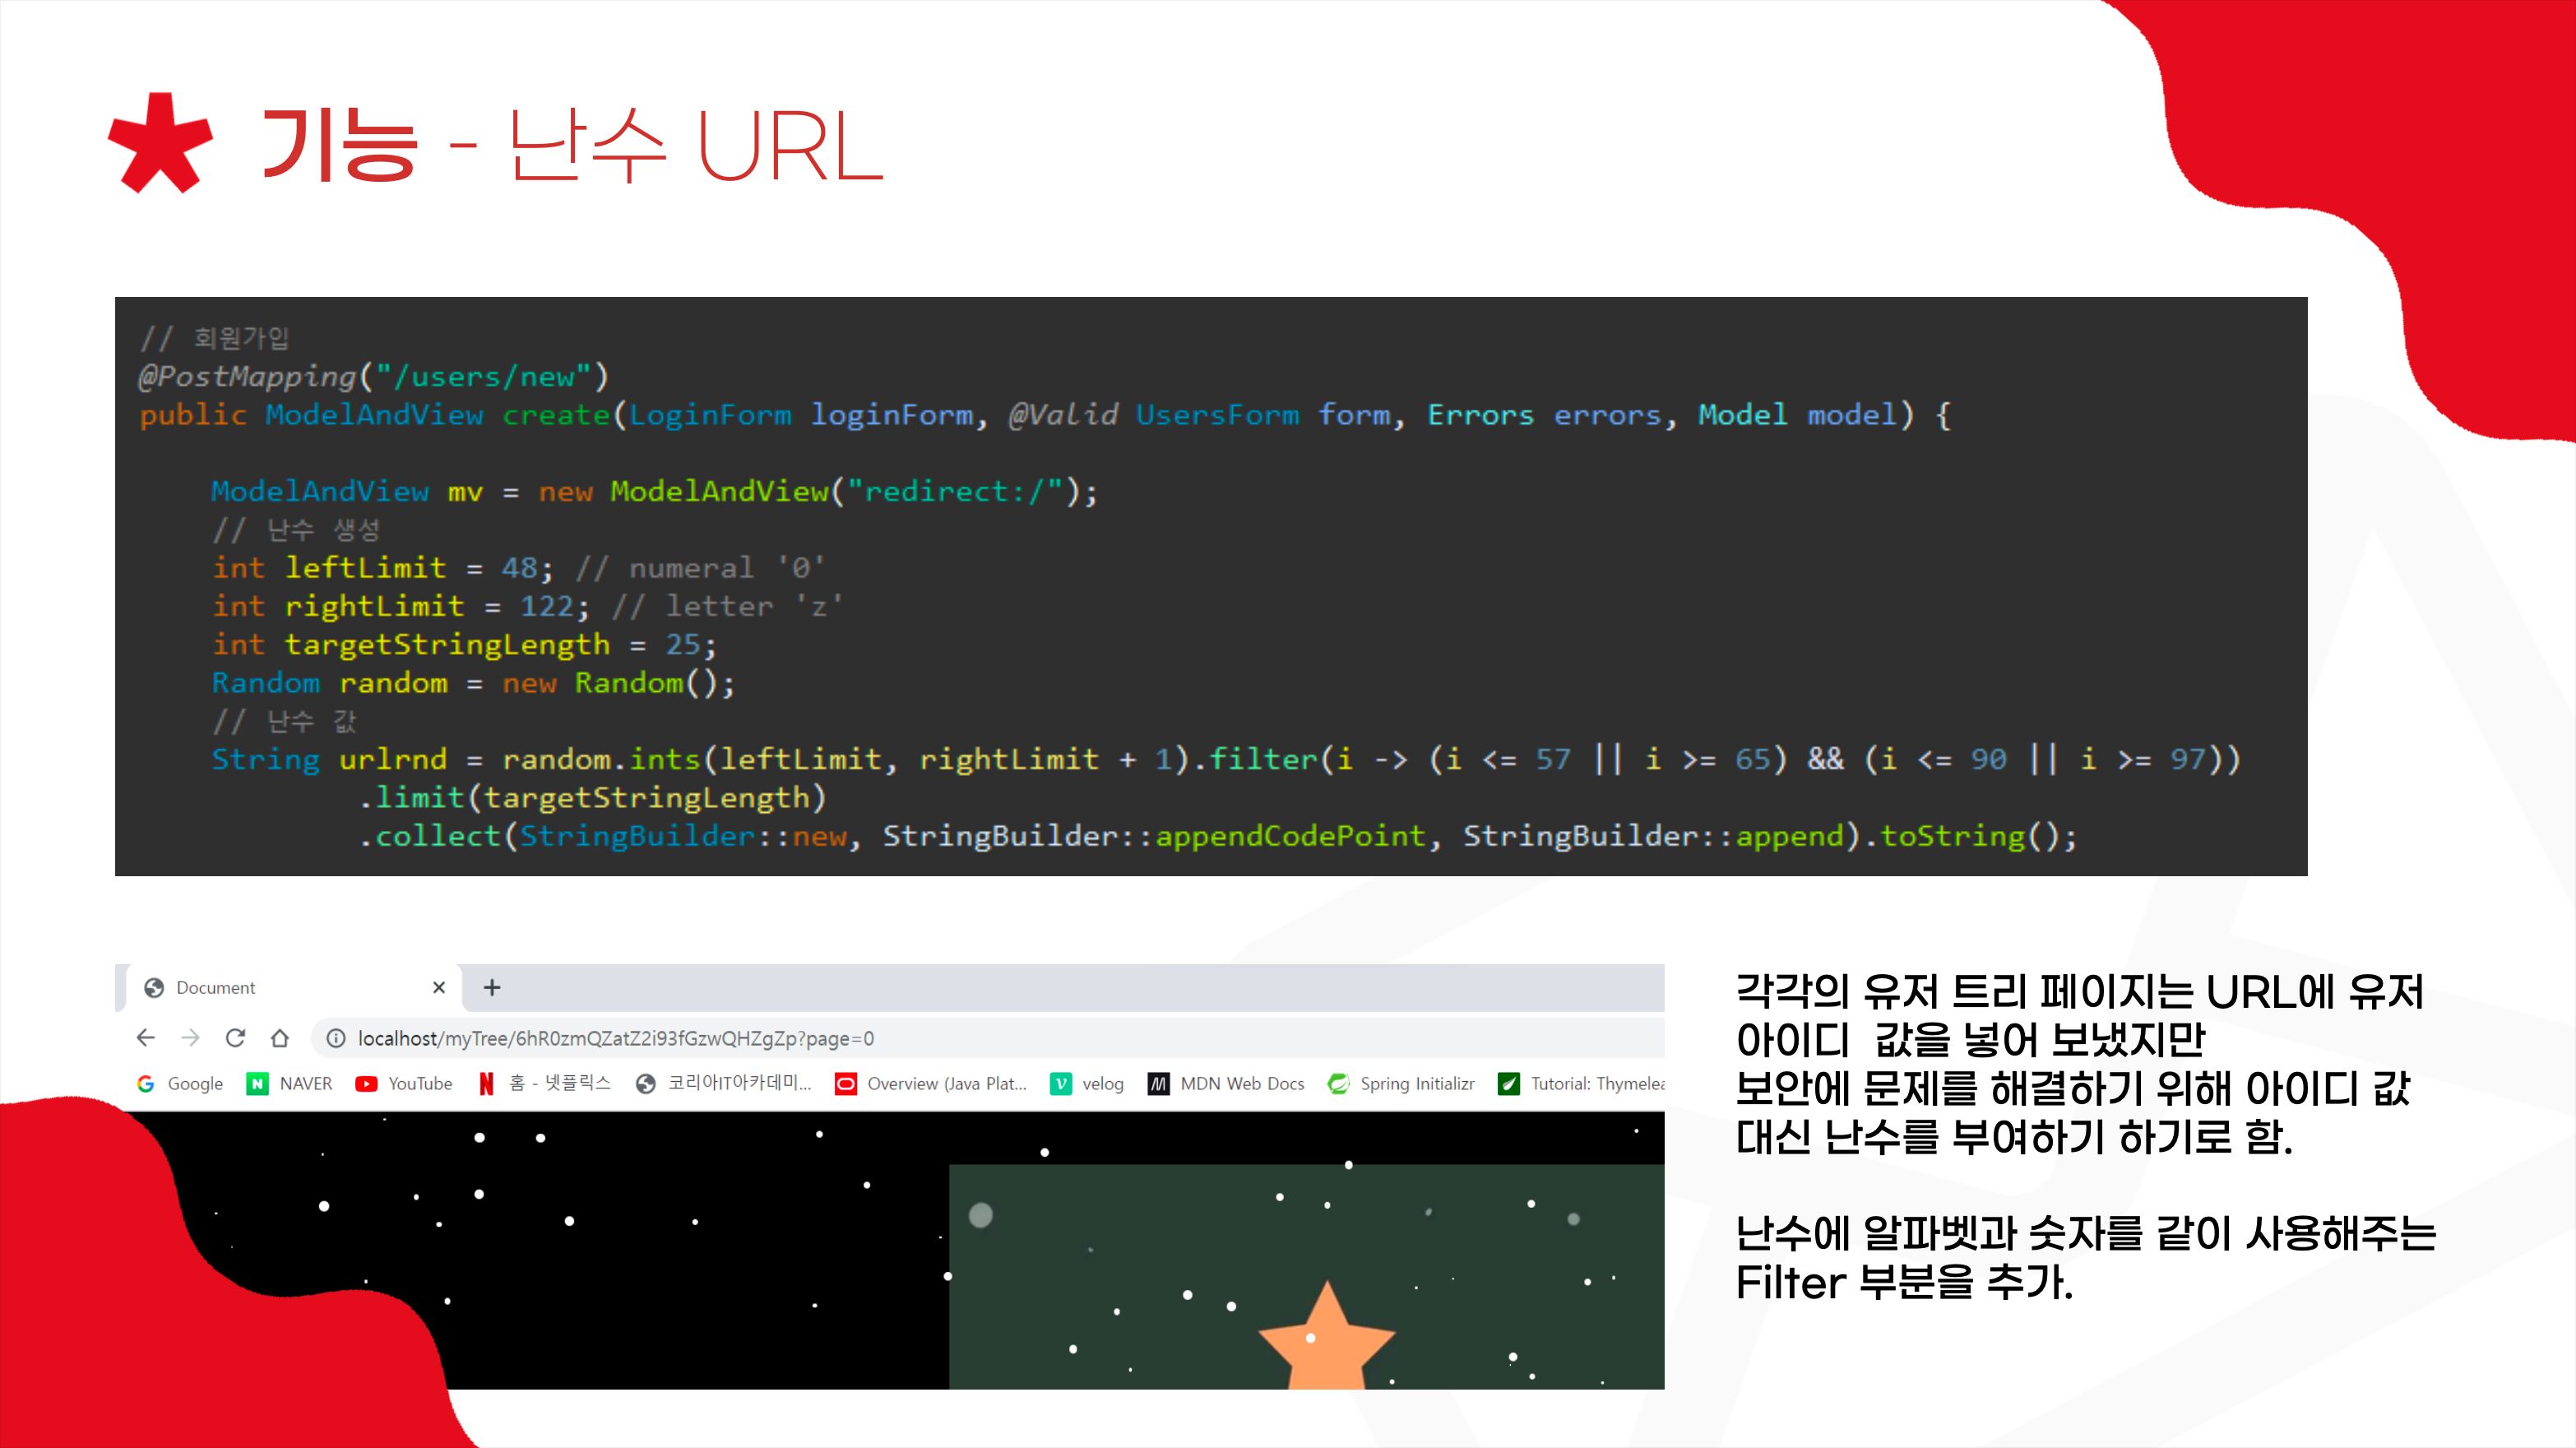 기능 - 난수 URL
// 회원가입
@PostMapping("/users/new")
public ModelAndView create(LoginForm loginForm, @Valid UsersForm form, Errors errors, Model model) {
ModelAndView mv = new ModelAndView("redirect:/");
// 난수 생성
int leftLimit = 48; // numeral '0'
int rightLimit = 122; // letter 'z'
int targetStringLength = 25;
Random random = new Random();
// 난수 값
String urlrnd = random.ints(leftLimit, rightLimit + 1).filter(i -> (i <= 57 || i >= 65) && (i <= 90 || i >= 97))
.limit(targetStringLength)
.collect(StringBuilder::new, StringBuilder::appendCodePoint, StringBuilder::append).toString();
Document
localhost/myTree/6hR0zmQZatZ2i93fGzwQHZgZp?page=0
Google NAVER YouTube 홈 - 넷플릭스 코리아IT아카데미... Overview (Java Plat... velog MDN Web Docs Spring Initializr Tutorial: Thymelea
각각의 유저 트리 페이지는 URL에 유저
아이디 값을 넣어 보냈지만
보안에 문제를 해결하기 위해 아이디 값
대신 난수를 부여하기 하기로 함.
난수에 알파벳과 숫자를 같이 사용해주는
Filter 부분을 추가.